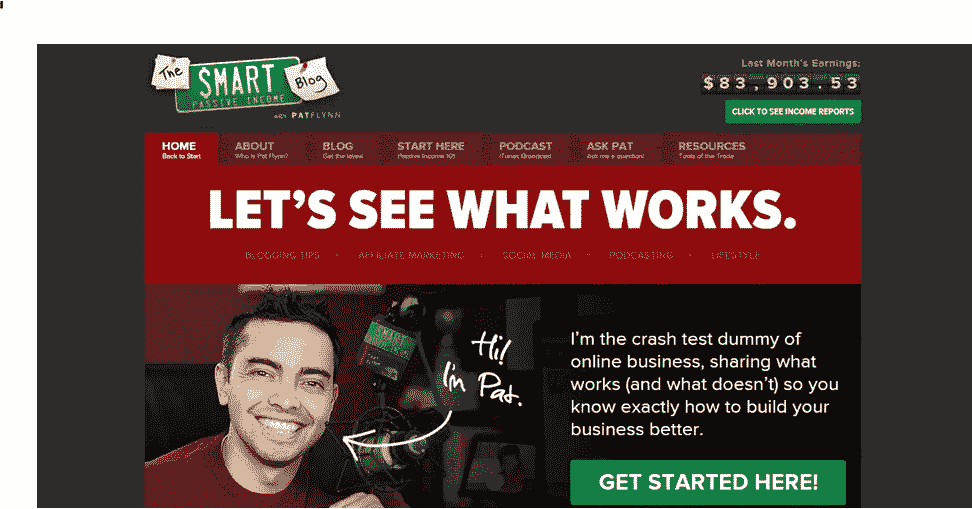 The
$MART
Blog
PASSIVE INCOME
with PATFLYNN
Last Month's Earnings:
$83,903.53
CLICK TO SEE INCOME REPORTS
HOME
Back to Start
ABOUT
Who is Pat Flynn?
BLOG
Get the latest
START HERE
Passive Income 101
PODCAST
iTunes Broadcast
ASK PAT
Ask me a question!
RESOURCES
Tools of the Trade
LET'S SEE WHAT WORKS.
BLOGGING TIPS • AFFILIATE MARKETING • SOCIAL MEDIA • PODCASTING • LIFESTYLE
SMART
Hi!
I'm Pat.
I'm the crash test dummy of
online business, sharing what
works (and what doesn't) so you
know exactly how to build your
business better.
GET STARTED HERE!